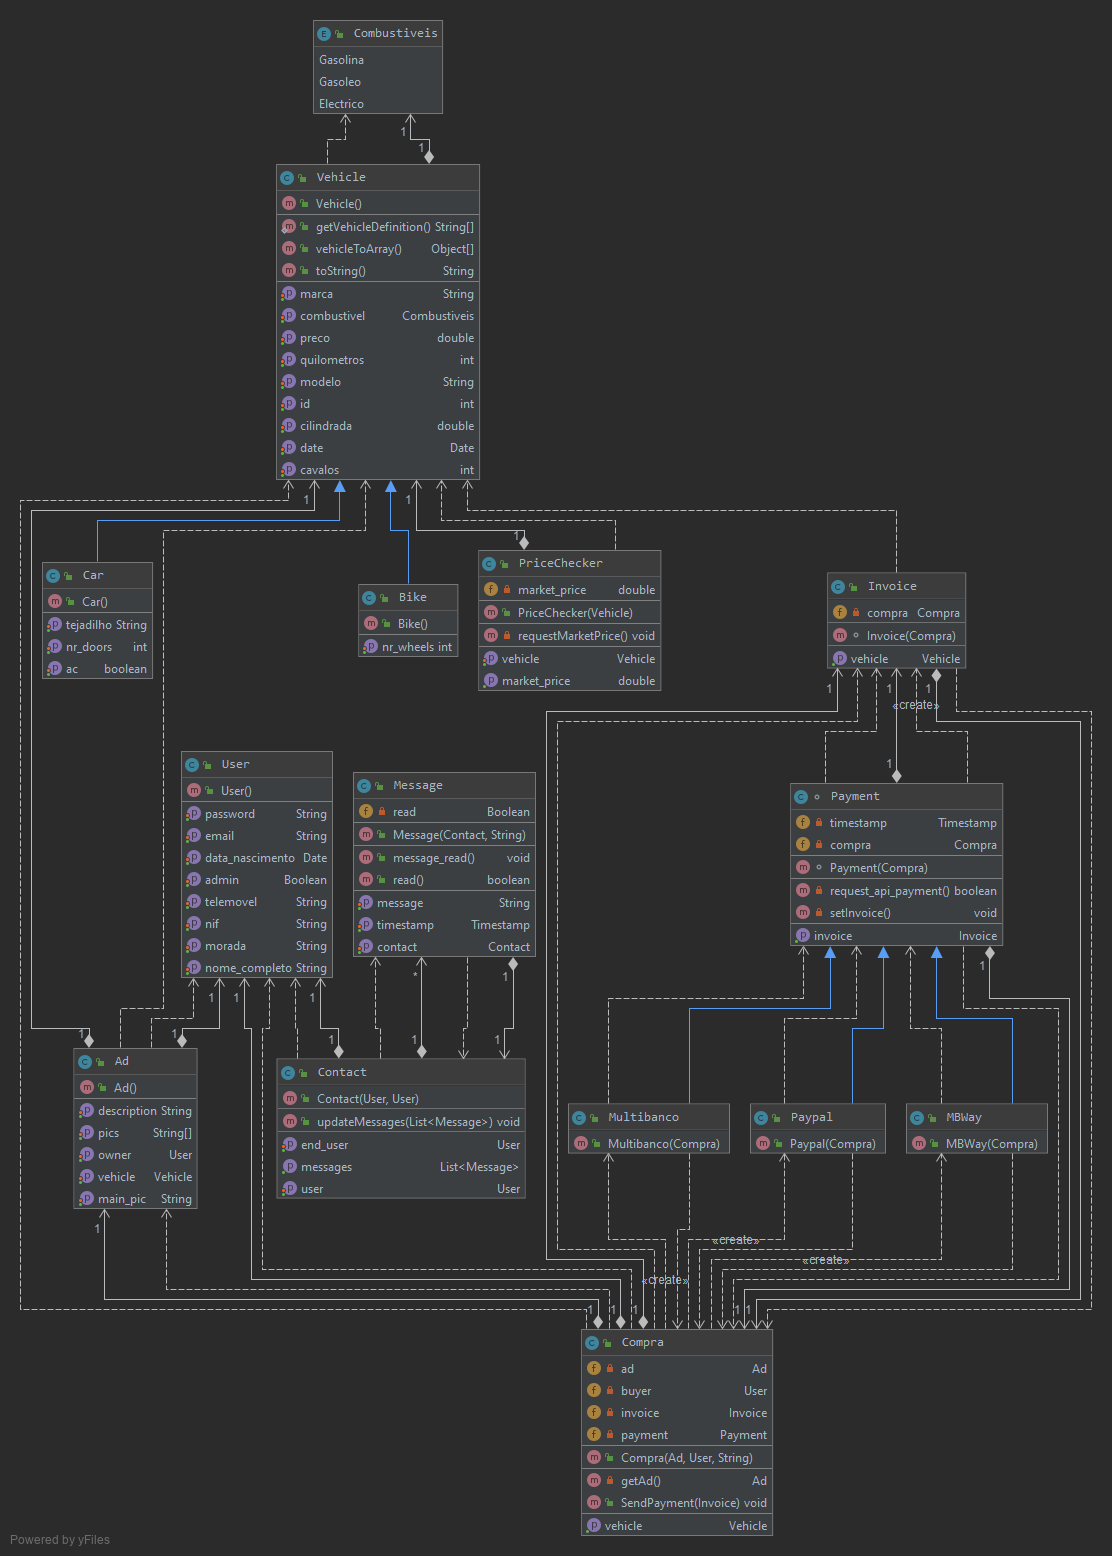 Combustiveis
Gasolina
Gasoleo
Electrico
1
1
Vehicle
Vehicle()
getVehicleDefinition() String[]
vehicleToArray() Object[]
toString() String
marca String
combustivel Combustiveis
preco double
quilometros int
modelo String
id int
cilindrada double
date Date
cavalos int
1
1
1
Car
Car()
tejadilho String
nr_doors int
ac boolean
Bike
Bike()
nr_wheels int
PriceChecker
market_price double
PriceChecker(Vehicle)
requestMarketPrice() void
vehicle Vehicle
market_price double
Invoice
compra Compra
Invoice(Compra)
vehicle Vehicle
1
1
1
«create»
1
User
User()
password String
email String
data_nascimento Date
admin Boolean
telemovel String
nif String
morada String
nome_completo String
Message
read Boolean
Message(Contact, String)
message_read() void
read() boolean
message String
timestamp Timestamp
contact Contact
Payment
timestamp Timestamp
compra Compra
Payment(Compra)
request_api_payment() boolean
setInvoice() void
invoice Invoice
1
1
1
*
1
1
1
1
1
1
1
Ad
Ad()
description String
pics String[]
owner User
vehicle Vehicle
main_pic String
1
Contact
Contact(User, User)
updateMessages(List<Message>) void
end_user User
messages List<Message>
user User
Multibanco
Multibanco(Compra)
Paypal
Paypal(Compra)
MBWay
MBWay(Compra)
«create»
«create»
«create»
1
1
1
1
1
Compra
ad Ad
buyer User
invoice Invoice
payment Payment
Compra(Ad, User, String)
getAd() Ad
SendPayment(Invoice) void
vehicle Vehicle
Powered by yFiles